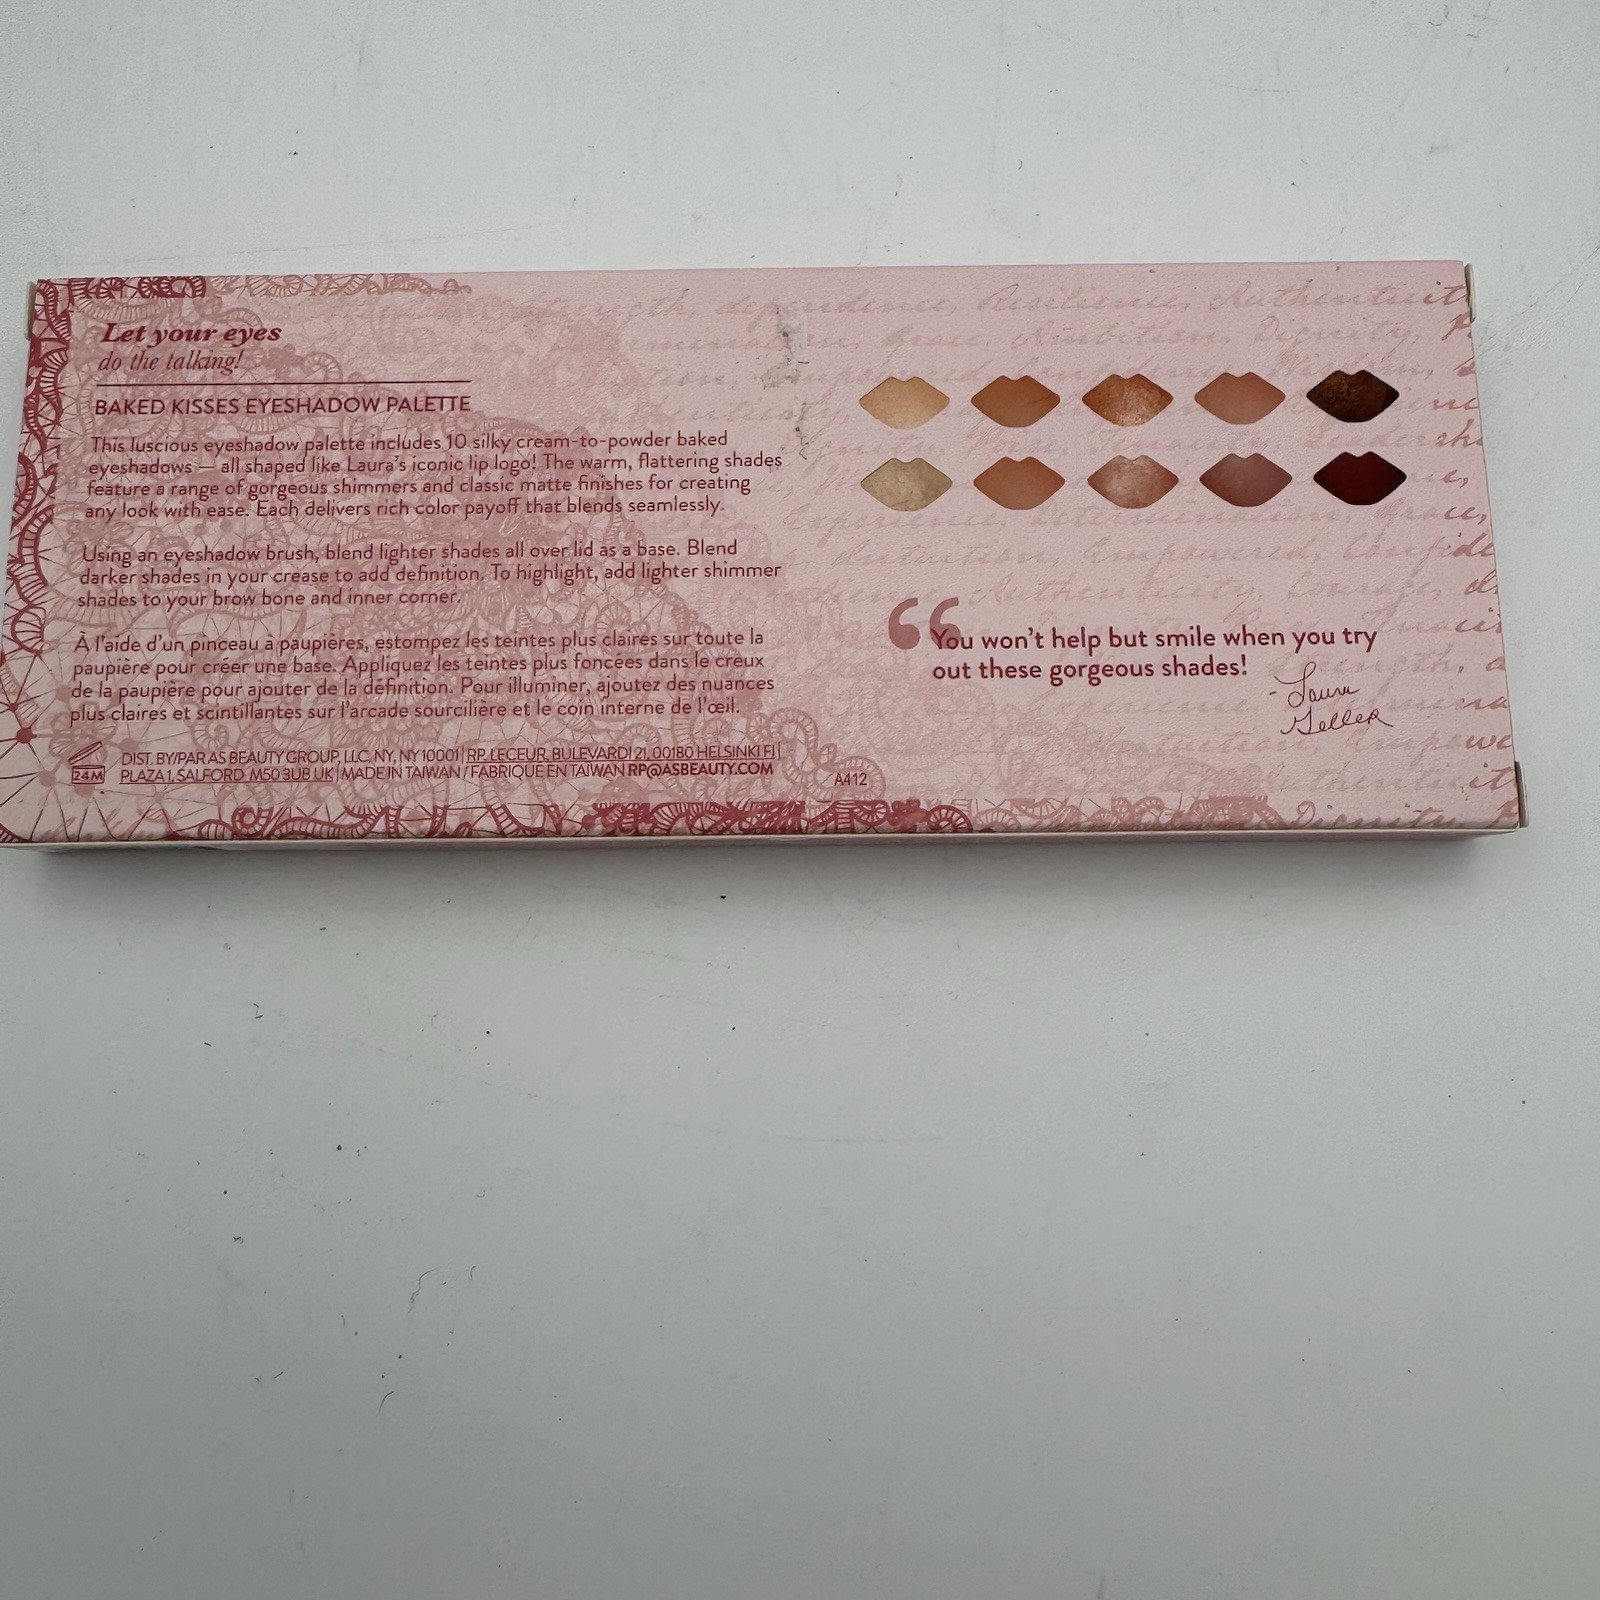 Let your eyes
do the talking!
BAKED KISSES EYESHADOW PALETTE
This luscious eyeshadow palette includes 10 silky cream-to-powder baked
eyeshadows — all shaped like Laura's iconic lip logo! The warm, flattering shades
feature a range of gorgeous shimmers and classic matte finishes for creating
any look with ease. Each delivers rich color payoff that blends seamlessly.
Using an eyeshadow brush, blend lighter shades all over lid as a base. Blend
darker shades in your crease to add definition. To highlight, add lighter shimmer
shades to your brow bone and inner corner.
À l'aide d'un pinceau à paupières, estompez les teintes plus claires sur toute la
paupière pour créer une base. Appliquez les teintes plus foncées dans le creux
de la paupière pour ajouter de la définition. Pour illuminer, ajoutez des nuances
plus claires et scintillantes sur l'arcade sourcilière et le coin interne de l'œil.
24M
DIST. BY/PAR AS BEAUTY GROUP, LLC. NY, NY 10001 | RP. LECEUR, BULEVARDI 21, 00180 HELSINKI FI |
PLAZA 1, SALFORD M50 3UB UK | MADE IN TAIWAN / FABRIQUE EN TAIWAN RP@ASBEAUTY.COM
A412
Resilience, Authenticit
Ambition, Dignity,
Empowered, Confide
Authenticity, Courage,
Dignity
“You won't help but smile when you try
out these gorgeous shades!
- Laura
Geller